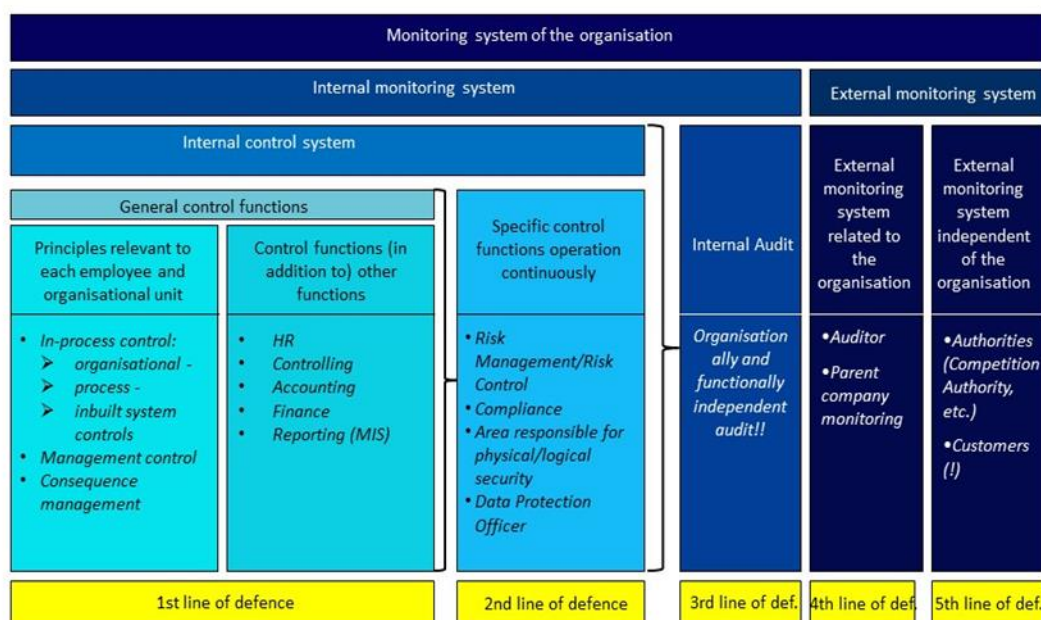 Monitoring system of the organisation
Internal monitoring system
External monitoring system
Internal control system
General control functions
Principles relevant to
each employee and
organisational unit
• In-process control:
➢ organisational -
➢ process -
➢ inbuilt system
controls
• Management control
• Consequence
management
Control functions (in
addition to) other
functions
• HR
• Controlling
• Accounting
• Finance
• Reporting (MIS)
Specific control
functions operation
continuously
• Risk
Management/Risk
Control
• Compliance
• Area responsible for
physical/logical
security
• Data Protection
Officer
Internal Audit
Organisation
ally and
functionally
independent
audit!!
External
monitoring
system
related to
the
organisation
•Auditor
•Parent
company
monitoring
External
monitoring
system
independent
of the
organisation
•Authorities
(Competition
Authority,
etc.)
•Customers
(!)
1st line of defence
2nd line of defence
3rd line of def.
4th line of def.
5th line of def.